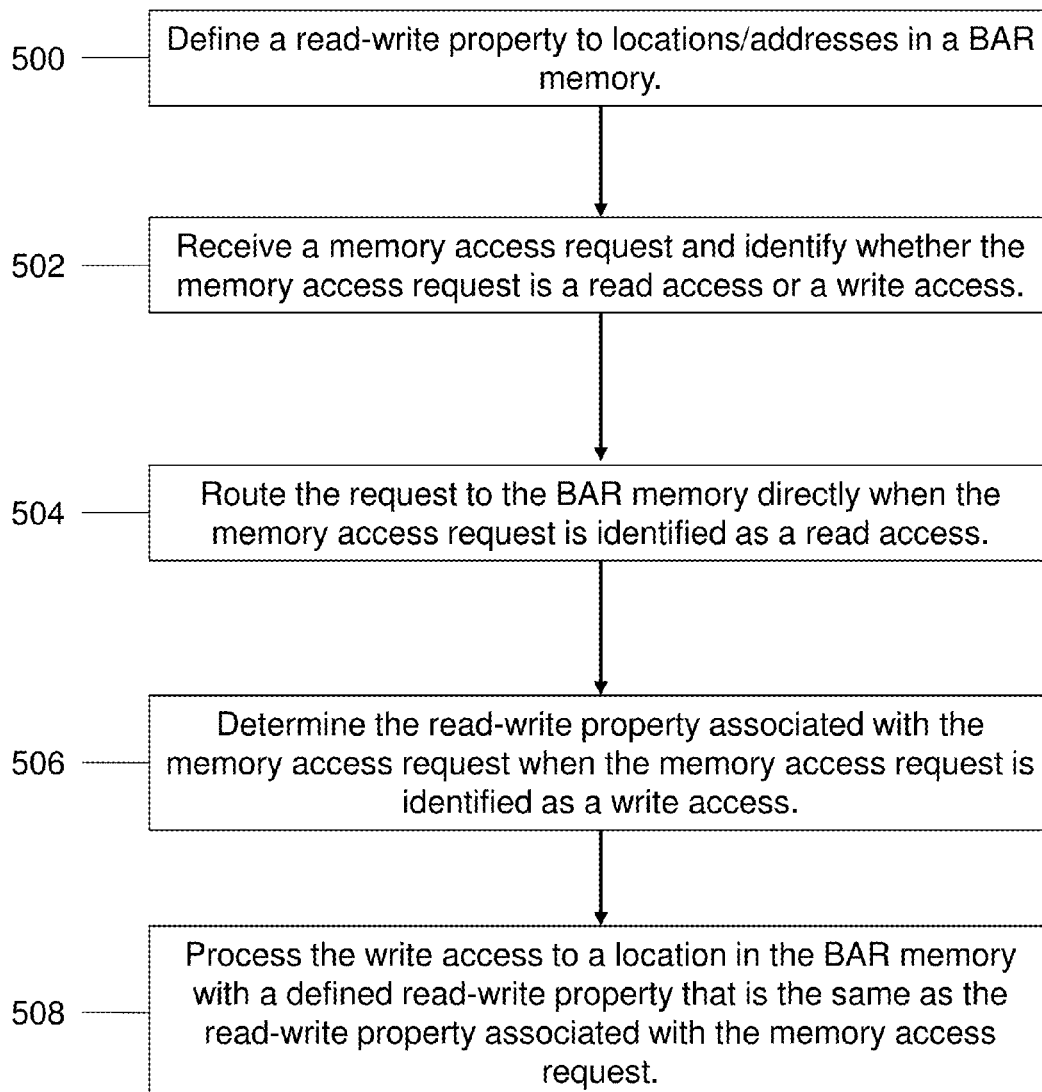 500
Define a read-write property to locations/addresses in a BAR
memory.
502
Receive a memory access request and identify whether the
memory access request is a read access or a write access.
504
Route the request to the BAR memory directly when the
memory access request is identified as a read access.
506
Determine the read-write property associated with the
memory access request when the memory access request is
identified as a write access.
508
Process the write access to a location in the BAR memory
with a defined read-write property that is the same as the
read-write property associated with the memory access
request.